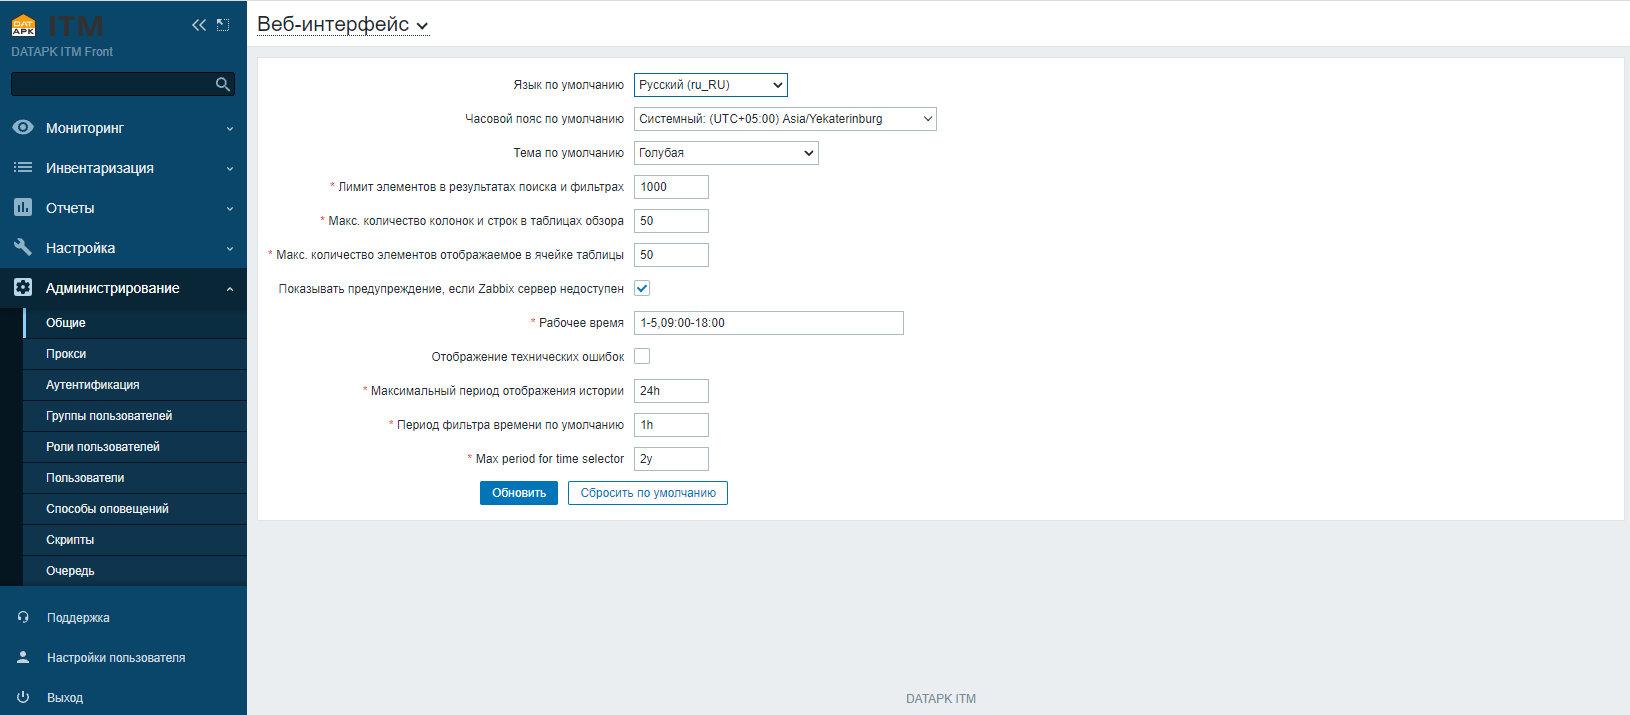 DAT
APK
ITM
DATAPK ITM Front
Мониторинг
Инвентаризация
Отчеты
Настройка
Администрирование
Общие
Прокси
Аутентификация
Группы пользователей
Роли пользователей
Пользователи
Способы оповещений
Скрипты
Очередь
Поддержка
Настройки пользователя
Выход
Веб-интерфейс
Язык по умолчанию Русский (ru_RU)
Часовой пояс по умолчанию Системный: (UTC+05:00) Asia/Yekaterinburg
Тема по умолчанию Голубая
* Лимит элементов в результатах поиска и фильтрах 1000
* Макс. количество колонок и строк в таблицах обзора 50
* Макс. количество элементов отображаемое в ячейке таблицы 50
Показывать предупреждение, если Zabbix сервер недоступен
* Рабочее время 1-5,09:00-18:00
Отображение технических ошибок
* Максимальный период отображения истории 24h
* Период фильтра времени по умолчанию 1h
* Max period for time selector 2y
Обновить Сбросить по умолчанию
DATAPK ITM